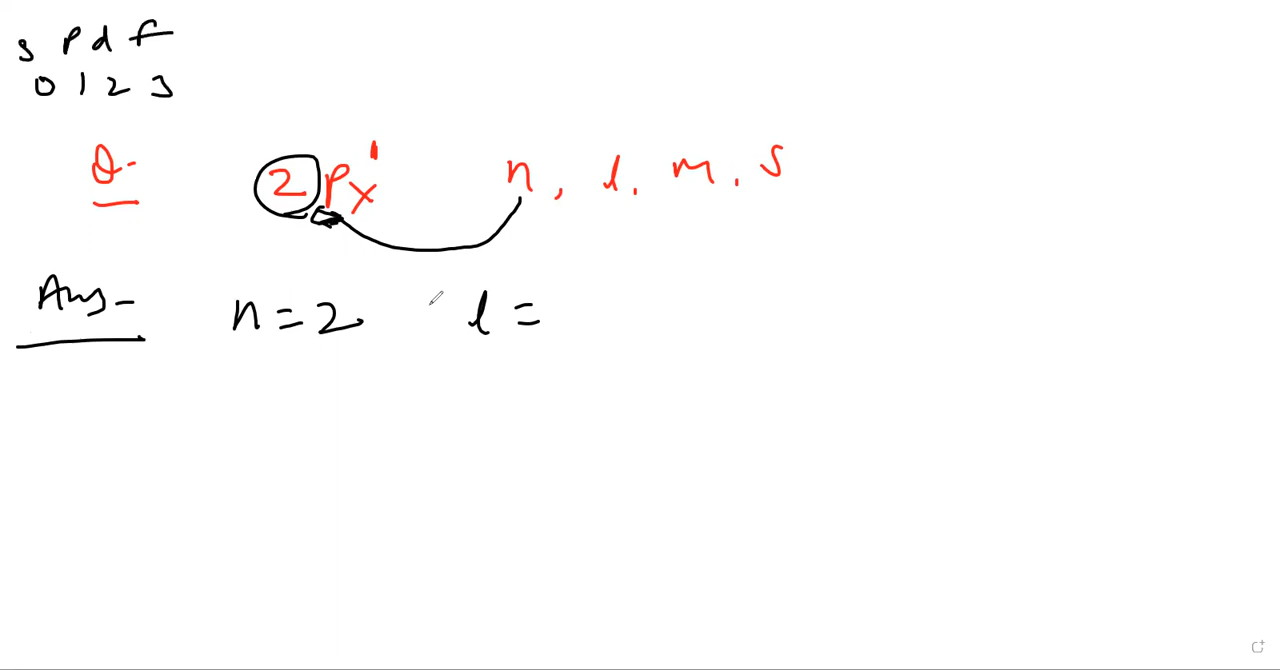 s p d f
0 1 2 3
Q- 2px¹ n, l, m, s
Ans- n=2 l=